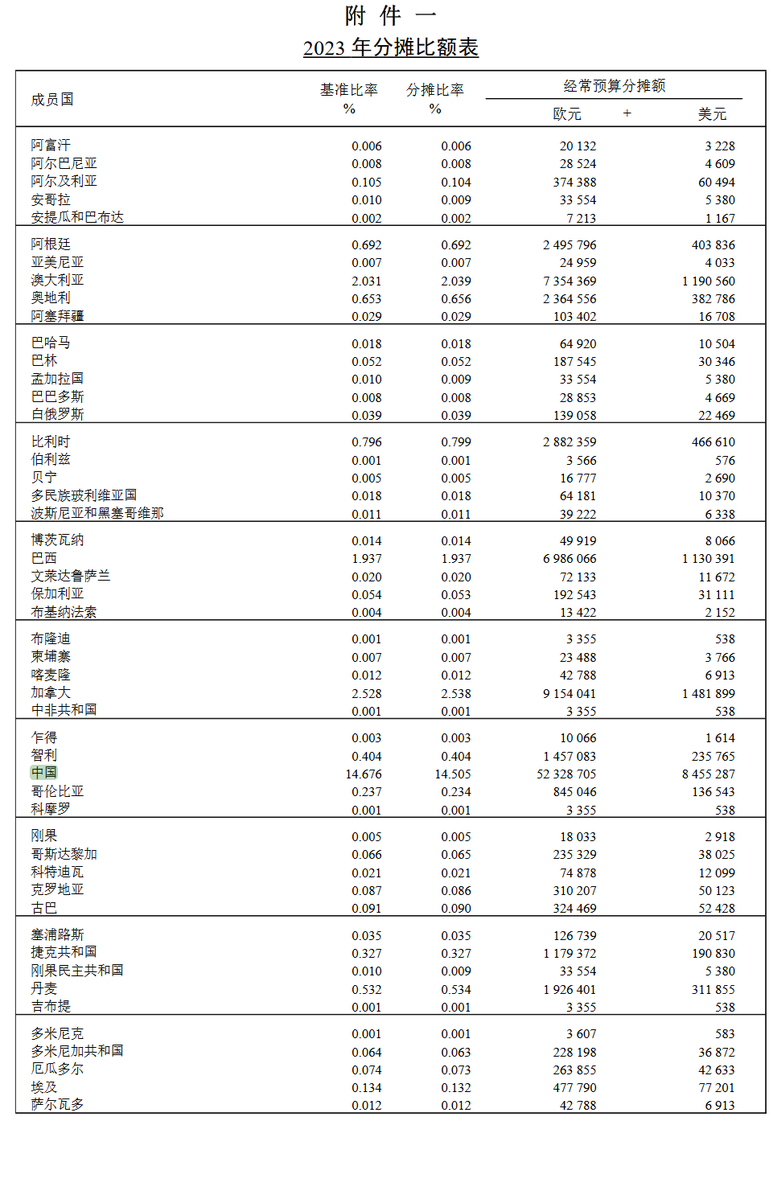 附 件 一
2023 年分摊比额表
成员国 基准比率 % 分摊比率 % 经常预算分摊额
欧元 + 美元
阿富汗 0.006 0.006 20 132 3 228
阿尔巴尼亚 0.008 0.008 28 524 4 609
阿尔及利亚 0.105 0.104 374 388 60 494
安哥拉 0.010 0.009 33 554 5 380
安提瓜和巴布达 0.002 0.002 7 213 1 167
阿根廷 0.692 0.692 2 495 796 403 836
亚美尼亚 0.007 0.007 24 959 4 033
澳大利亚 2.031 2.039 7 354 369 1 190 560
奥地利 0.653 0.656 2 364 556 382 786
阿塞拜疆 0.029 0.029 103 402 16 708
巴哈马 0.018 0.018 64 920 10 504
巴林 0.052 0.052 187 545 30 346
孟加拉国 0.010 0.009 33 554 5 380
巴巴多斯 0.008 0.008 28 853 4 669
白俄罗斯 0.039 0.039 139 058 22 469
比利时 0.796 0.799 2 882 359 466 610
伯利兹 0.001 0.001 3 566 576
贝宁 0.005 0.005 16 777 2 690
多民族玻利维亚国 0.018 0.018 64 181 10 370
波斯尼亚和黑塞哥维那 0.011 0.011 39 222 6 338
博茨瓦纳 0.014 0.014 49 919 8 066
巴西 1.937 1.937 6 986 066 1 130 391
文莱达鲁萨兰 0.020 0.020 72 133 11 672
保加利亚 0.054 0.053 192 543 31 111
布基纳法索 0.004 0.004 13 422 2 152
布隆迪 0.001 0.001 3 355 538
柬埔寨 0.007 0.007 23 488 3 766
喀麦隆 0.012 0.012 42 788 6 913
加拿大 2.528 2.538 9 154 041 1 481 899
中非共和国 0.001 0.001 3 355 538
乍得 0.003 0.003 10 066 1 614
智利 0.404 0.404 1 457 083 235 765
中国 14.676 14.505 52 328 705 8 455 287
哥伦比亚 0.237 0.234 845 046 136 543
科摩罗 0.001 0.001 3 355 538
刚果 0.005 0.005 18 033 2 918
哥斯达黎加 0.066 0.065 235 329 38 025
科特迪瓦 0.021 0.021 74 878 12 099
克罗地亚 0.087 0.086 310 207 50 123
古巴 0.091 0.090 324 469 52 428
塞浦路斯 0.035 0.035 126 739 20 517
捷克共和国 0.327 0.327 1 179 372 190 830
刚果民主共和国 0.010 0.009 33 554 5 380
丹麦 0.532 0.534 1 926 401 311 855
吉布提 0.001 0.001 3 355 538
多米尼克 0.001 0.001 3 607 583
多米尼加共和国 0.064 0.063 228 198 36 872
厄瓜多尔 0.074 0.073 263 855 42 633
埃及 0.134 0.132 477 790 77 201
萨尔瓦多 0.012 0.012 42 788 6 913